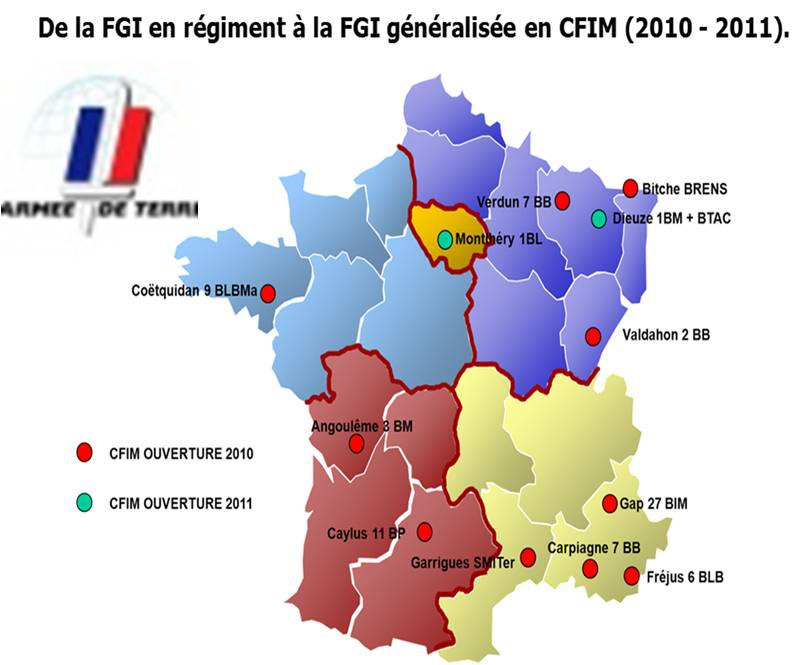 De la FGI en régiment à la FGI généralisée en CFIM (2010 - 2011).
ARMEE DE TERRE
Bitche BRENS
Verdun 7 BB
Dieuze 1BM + BTAC
Montlhéry 1BL
Coëtquidan 9 BLBMa
Valdahon 2 BB
Angoulême 3 BM
CFIM OUVERTURE 2010
CFIM OUVERTURE 2011
Gap 27 BIM
Caylus 11 BP
Carpiagne 7 BB
Garrigues SMITer
Fréjus 6 BLB